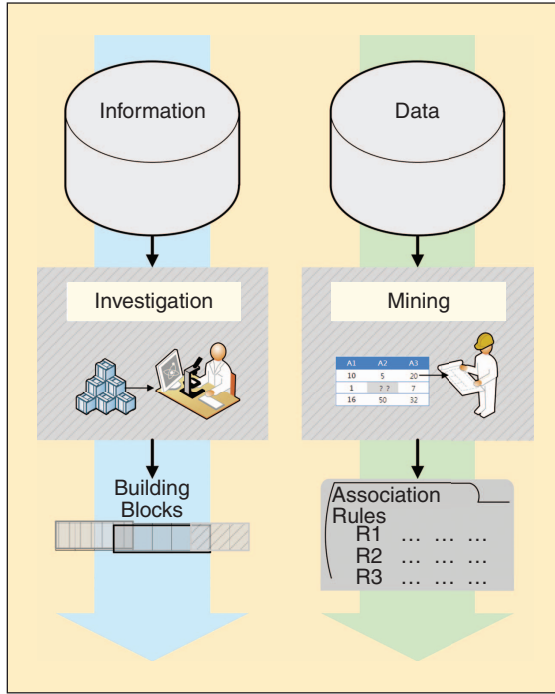 Information
Data
Investigation
Mining
A1 A2 A3
10 5 20
1 ? ? 7
16 50 32
Building
Blocks
Association
Rules
R1 ... ... ...
R2 ... ... ...
R3 ... ... ...